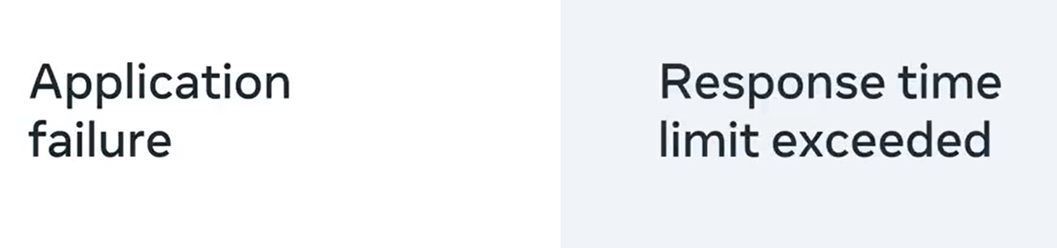 Application
failure
Response time
limit exceeded